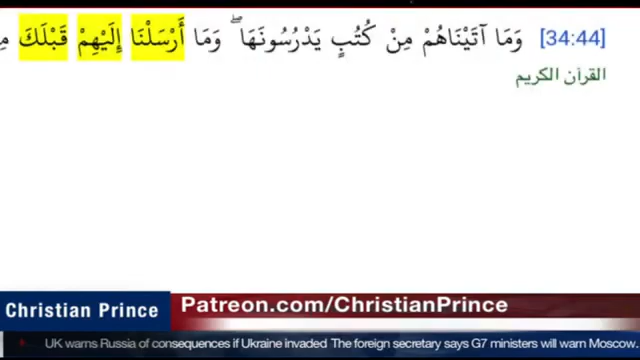 [34:44] وَمَا آتَيْنَاهُمْ مِنْ كُتُبٍ يَدْرُسُونَهَا ۖ وَمَا أَرْسَلْنَا إِلَيْهِمْ قَبْلَكَ
القرآن الكريم
Christian Prince
Patreon.com/ChristianPrince
UK warns Russia of consequences if Ukraine invaded The foreign secretary says G7 ministers will warn Moscow.